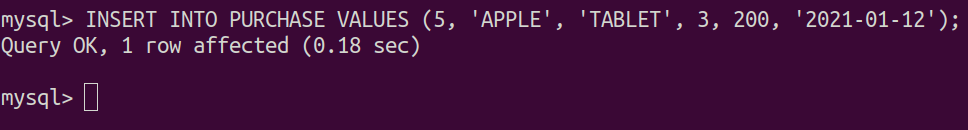 mysql> INSERT INTO PURCHASE VALUES (5, 'APPLE', 'TABLET', 3, 200, '2021-01-12');
Query OK, 1 row affected (0.18 sec)
mysql>